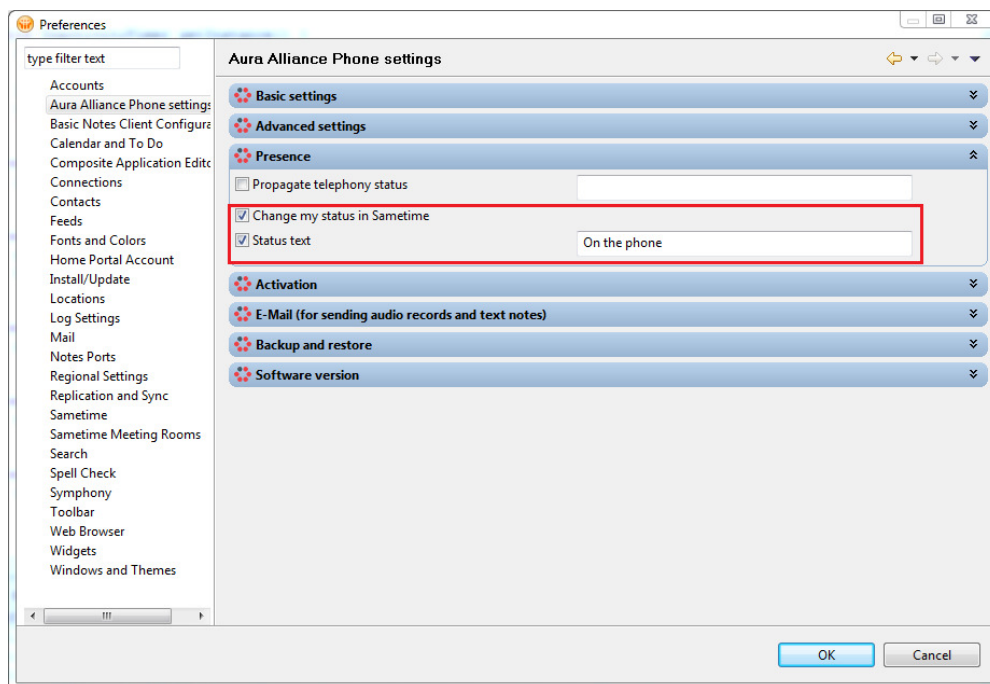 Preferences
type filter text
Accounts
Aura Alliance Phone settings
Basic Notes Client Configura
Calendar and To Do
Composite Application Edito
Connections
Contacts
Feeds
Fonts and Colors
Home Portal Account
Install/Update
Locations
Log Settings
Mail
Notes Ports
Regional Settings
Replication and Sync
Sametime
Sametime Meeting Rooms
Search
Spell Check
Symphony
Toolbar
Web Browser
Widgets
Windows and Themes
Aura Alliance Phone settings
Basic settings
Advanced settings
Presence
Propagate telephony status
Change my status in Sametime
Status text
On the phone
Activation
E-Mail (for sending audio records and text notes)
Backup and restore
Software version
OK
Cancel